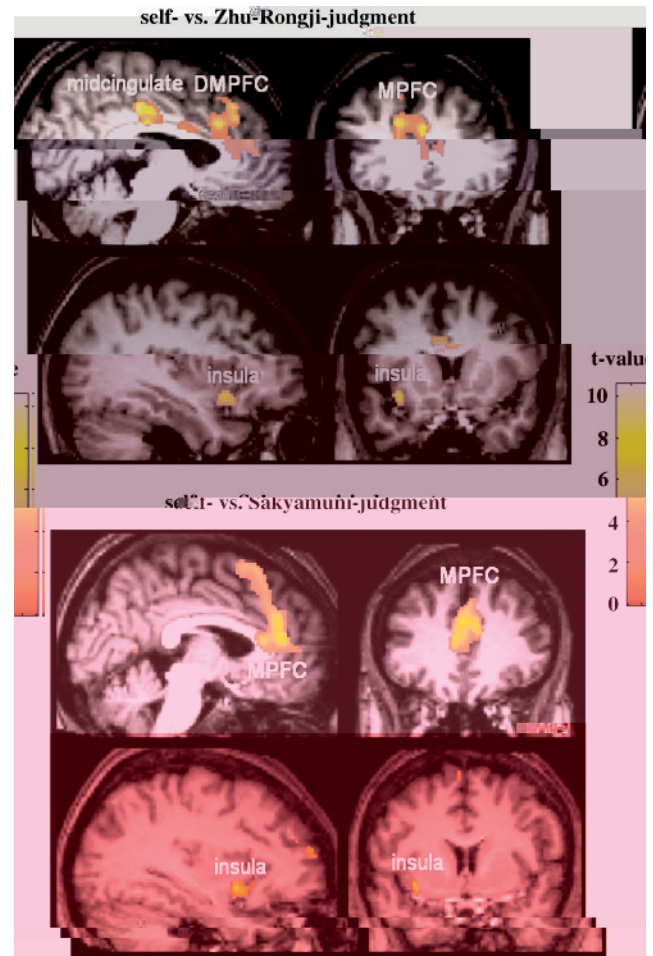 self- vs. Zhu-Rongji-judgment
midcingulate DMPFC MPFC
insula insula
t-value
10
8
6
4
2
0
self- vs. Sakyamuni-judgment
MPFC
MPFC
insula
insula